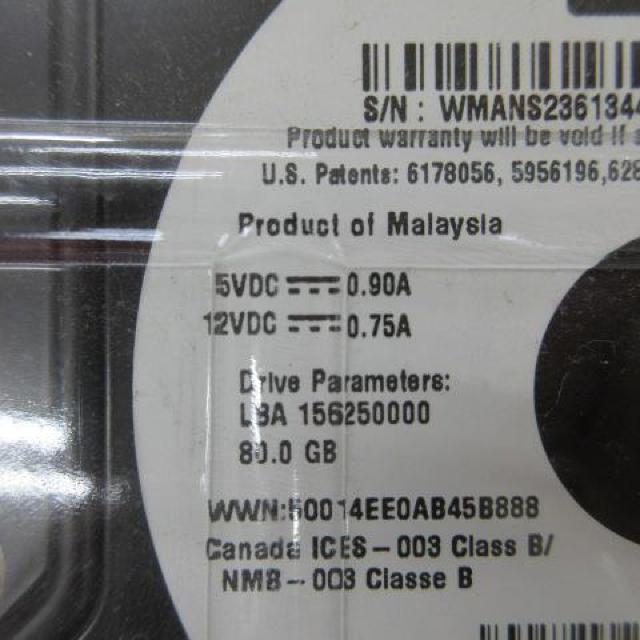 S/N : WMANS2361344
Product warranty will be void if
U.S. Patents: 6178056, 5956196,628
Product of Malaysia
5VDC ⎓ 0.90A
12VDC ⎓ 0.75A
Drive Parameters:
LBA 156250000
80.0 GB
WWN:50014EE0AB45B888
Canada ICES-003 Class B/
NMB-003 Classe B